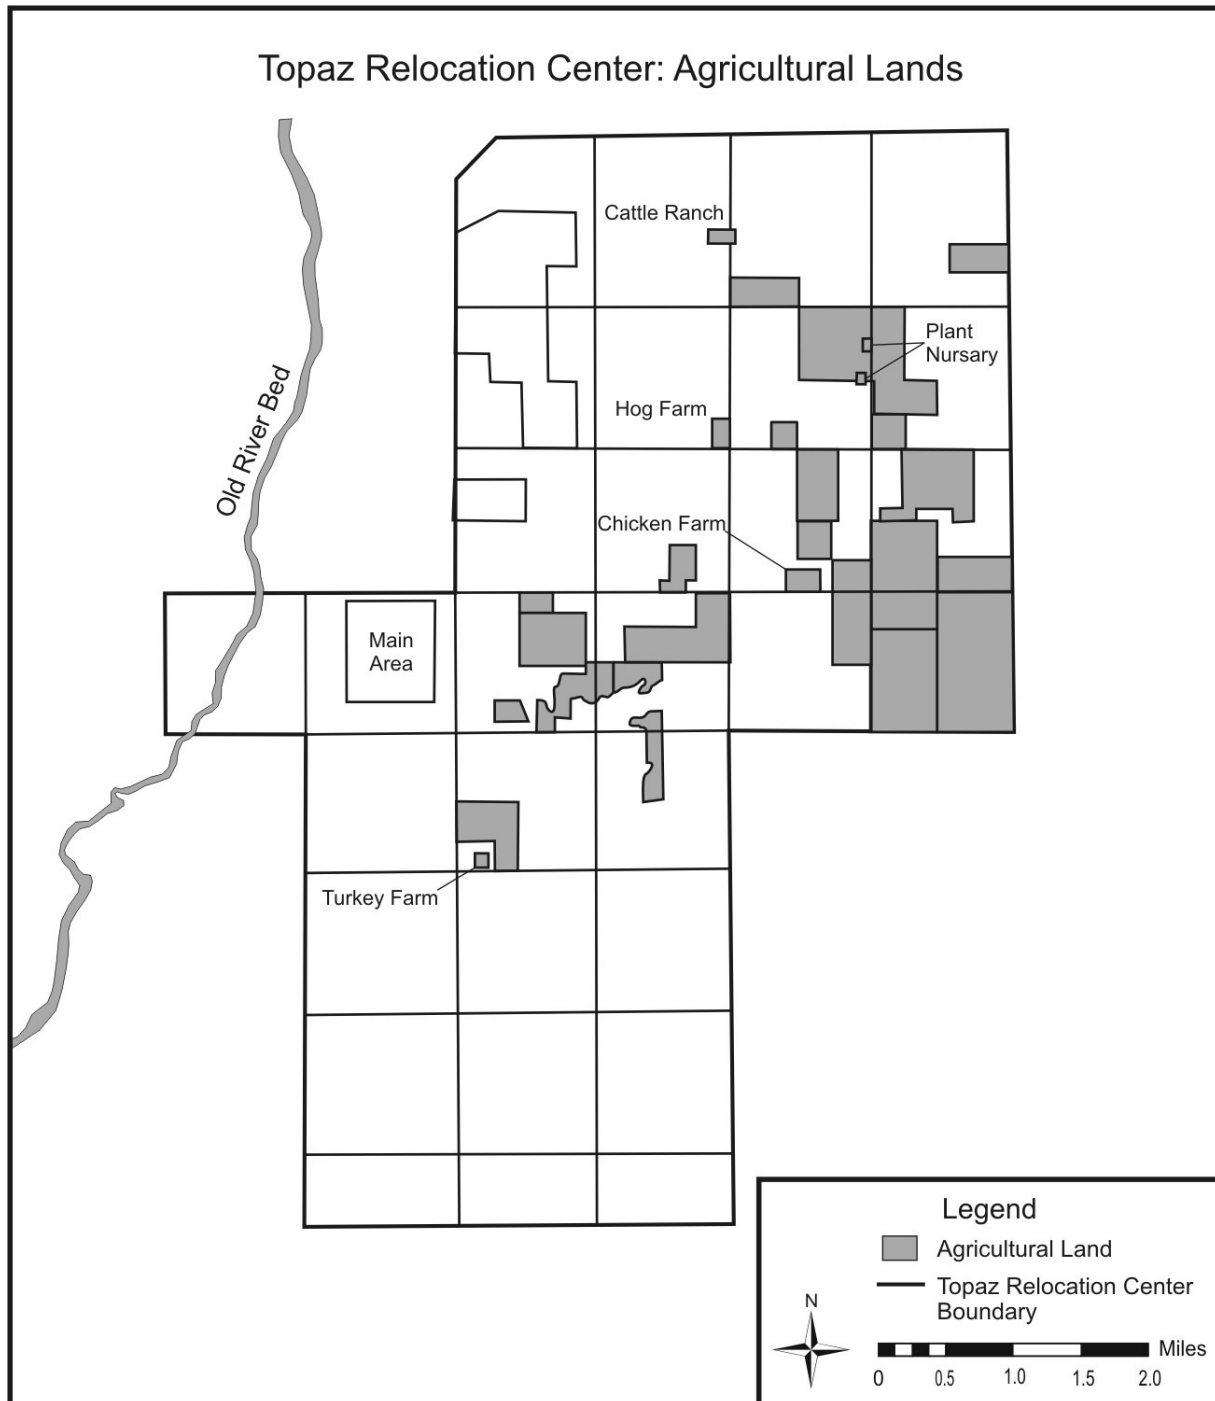 Topaz Relocation Center: Agricultural Lands
Cattle Ranch
Plant
Nursary
Old River Bed
Hog Farm
Chicken Farm
Main
Area
Turkey Farm
Legend
Agricultural Land
Topaz Relocation Center
Boundary
N
Miles
0 0.5 1.0 1.5 2.0